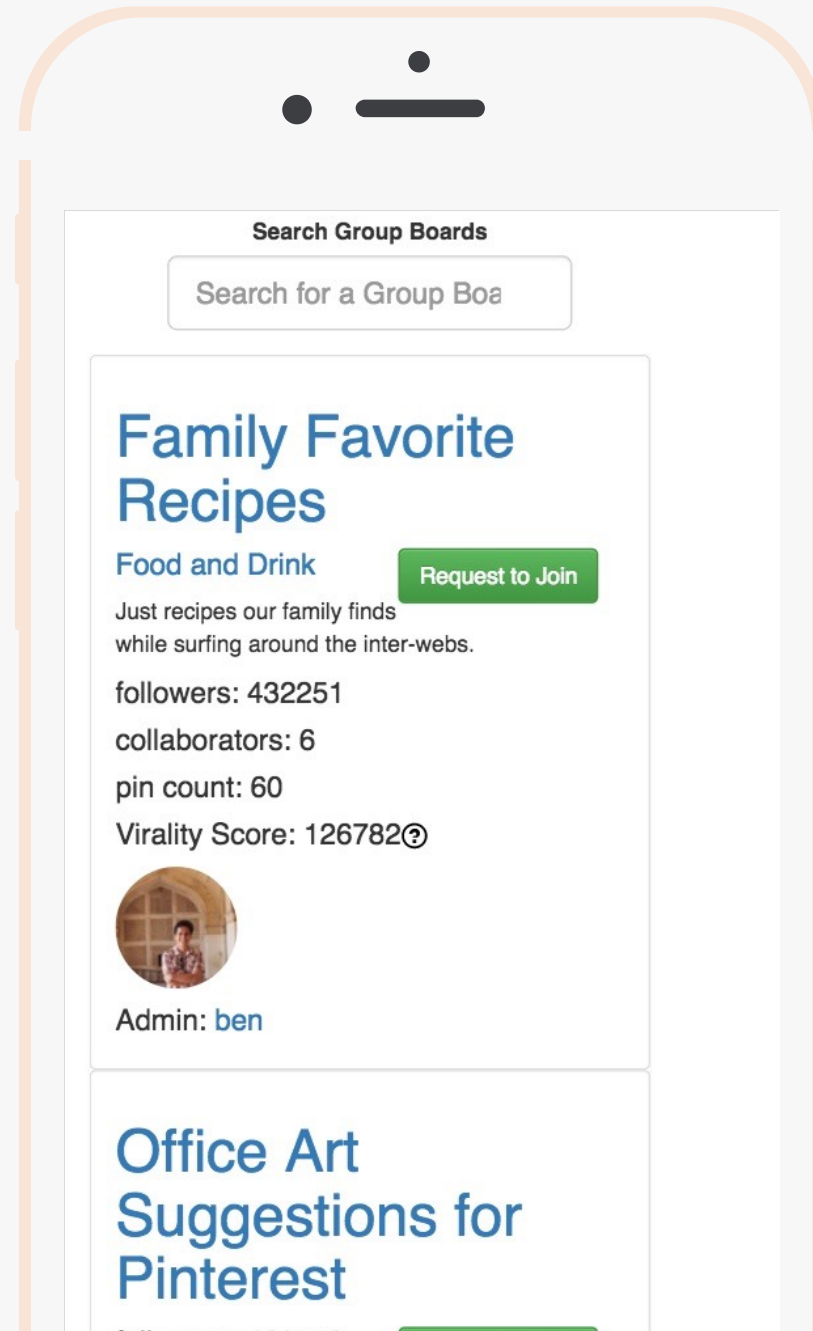 Search Group Boards
Search for a Group Boa
Family Favorite
Recipes
Food and Drink
Request to Join
Just recipes our family finds
while surfing around the inter-webs.
followers: 432251
collaborators: 6
pin count: 60
Virality Score: 126782?
Admin: ben
Office Art
Suggestions for
Pinterest